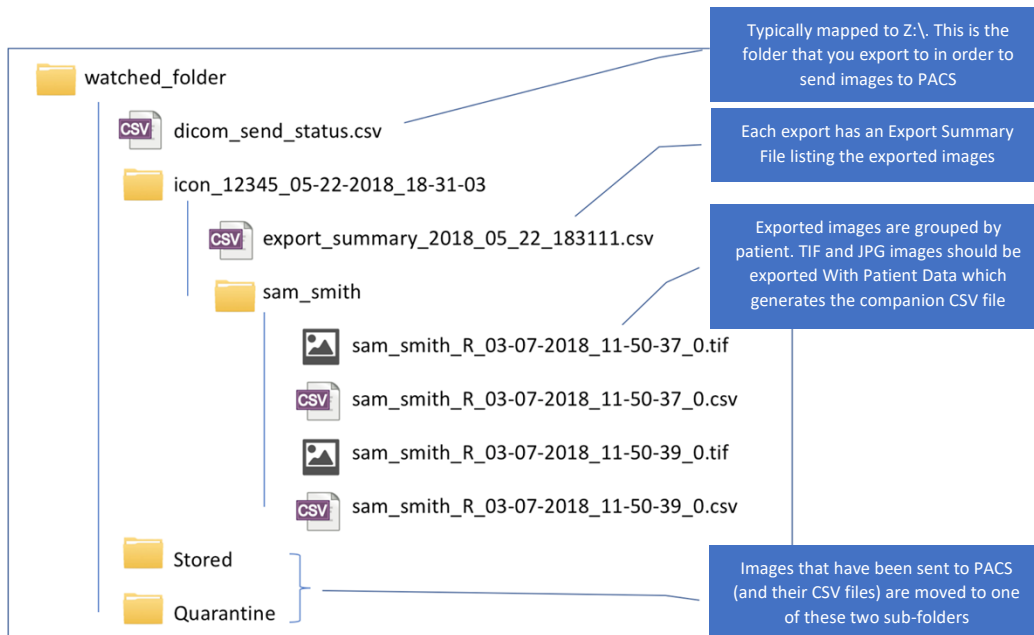 Typically mapped to Z:\. This is the
folder that you export to in order to
send images to PACS
watched_folder
CSV
dicom_send_status.csv
Each export has an Export Summary
File listing the exported images
icon_12345_05-22-2018_18-31-03
CSV
export_summary_2018_05_22_183111.csv
Exported images are grouped by
patient. TIF and JPG images should be
exported With Patient Data which
generates the companion CSV file
sam_smith
sam_smith_R_03-07-2018_11-50-37_0.tif
CSV
sam_smith_R_03-07-2018_11-50-37_0.csv
sam_smith_R_03-07-2018_11-50-39_0.tif
CSV
sam_smith_R_03-07-2018_11-50-39_0.csv
Stored
Quarantine
Images that have been sent to PACS
(and their CSV files) are moved to one
of these two sub-folders